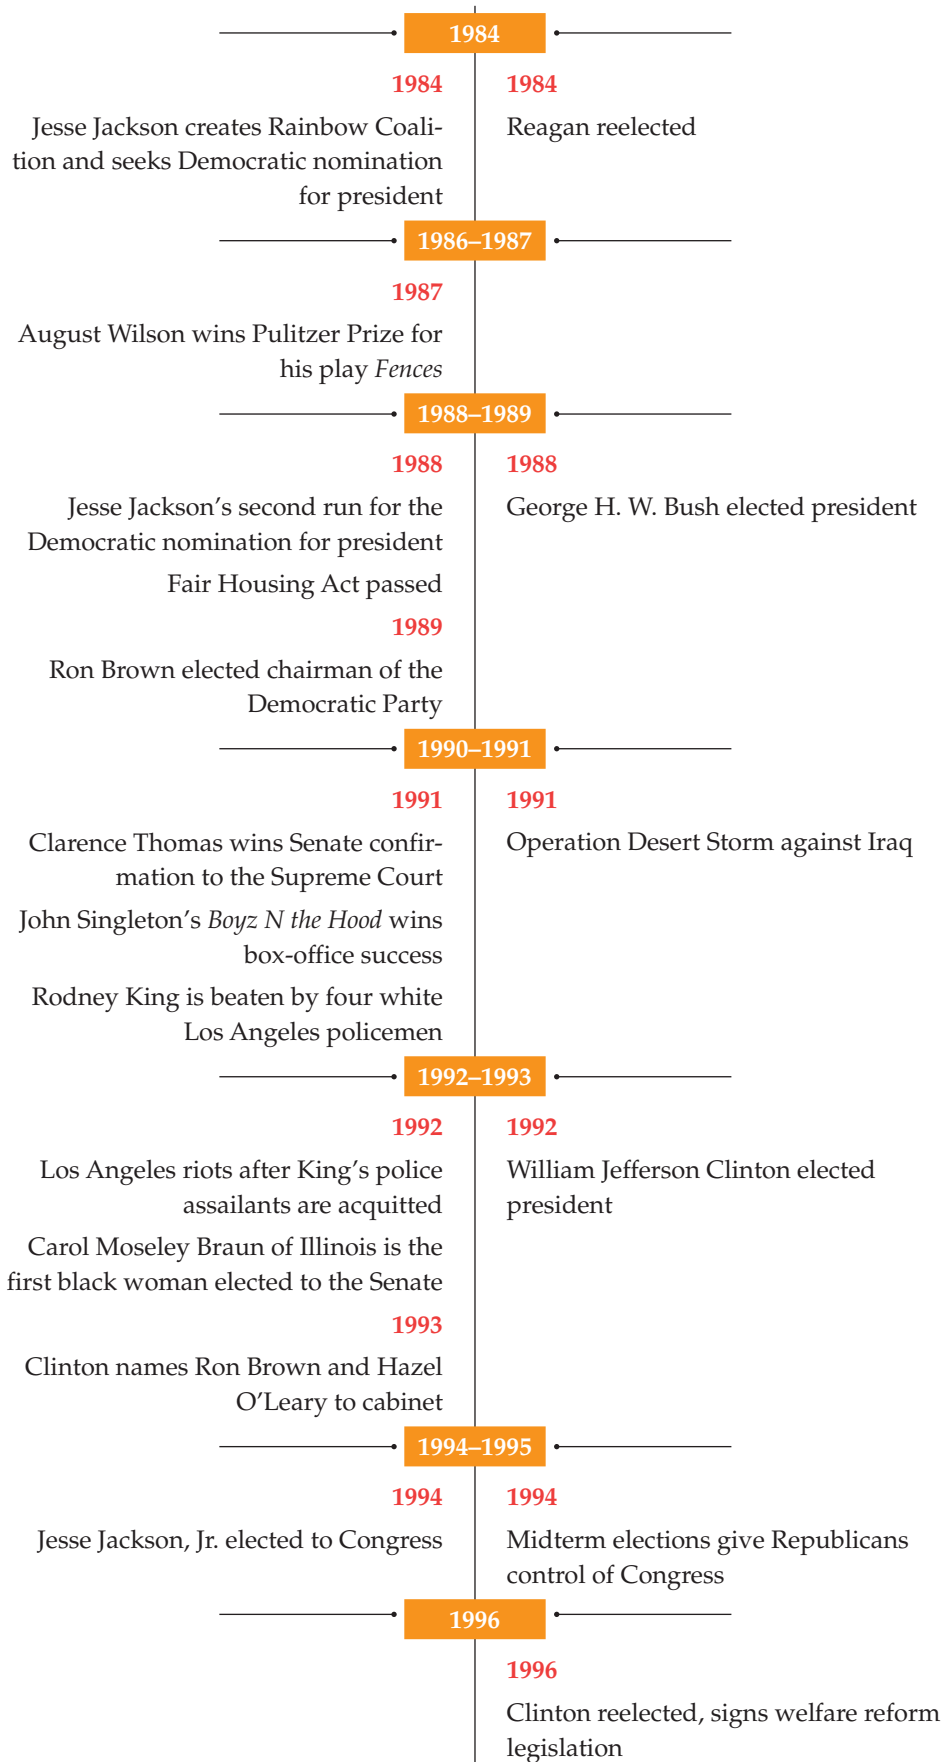 1984
1984
Jesse Jackson creates Rainbow Coali-
tion and seeks Democratic nomination
for president
1984
Reagan reelected
1986–1987
1987
August Wilson wins Pulitzer Prize for
his play Fences
1988–1989
1988
Jesse Jackson’s second run for the
Democratic nomination for president
Fair Housing Act passed
1989
Ron Brown elected chairman of the
Democratic Party
1988
George H. W. Bush elected president
1990–1991
1991
Clarence Thomas wins Senate confir-
mation to the Supreme Court
John Singleton’s Boyz N the Hood wins
box-office success
Rodney King is beaten by four white
Los Angeles policemen
1991
Operation Desert Storm against Iraq
1992–1993
1992
Los Angeles riots after King’s police
assailants are acquitted
Carol Moseley Braun of Illinois is the
first black woman elected to the Senate
1993
Clinton names Ron Brown and Hazel
O’Leary to cabinet
1992
William Jefferson Clinton elected
president
1994–1995
1994
Jesse Jackson, Jr. elected to Congress
1994
Midterm elections give Republicans
control of Congress
1996
1996
Clinton reelected, signs welfare reform
legislation